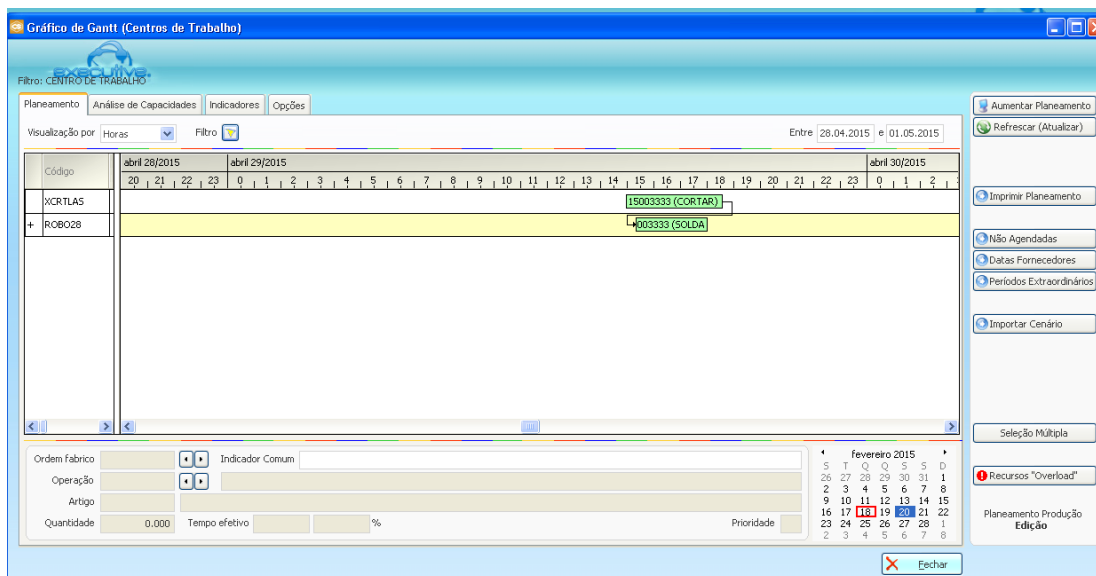 Gráfico de Gantt (Centros de Trabalho)
executive.
Filtro: CENTRO DE TRABALHO
Planeamento Análise de Capacidades Indicadores Opções
Visualização por Horas Filtro Entre 28.04.2015 e 01.05.2015
Código
abril 28/2015 abril 29/2015 abril 30/2015
20 21 22 23 0 1 2 3 4 5 6 7 8 9 10 11 12 13 14 15 16 17 18 19 20 21 22 23 0 1 2
XCRTLAS 15003333 (CORTAR)
+ ROBO28 003333 (SOLDA
Ordem fabrico Indicador Comum
Operação
Artigo
Quantidade 0.000 Tempo efetivo % Prioridade
fevereiro 2015
S T Q Q S S D
26 27 28 29 30 31 1
2 3 4 5 6 7 8
9 10 11 12 13 14 15
16 17 18 19 20 21 22
23 24 25 26 27 28 1
2 3 4 5 6 7 8
Aumentar Planeamento
Refrescar (Atualizar)
Imprimir Planeamento
Não Agendadas
Datas Fornecedores
Períodos Extraordinários
Importar Cenário
Seleção Múltipla
Recursos "Overload"
Planeamento Produção
Edição
Fechar